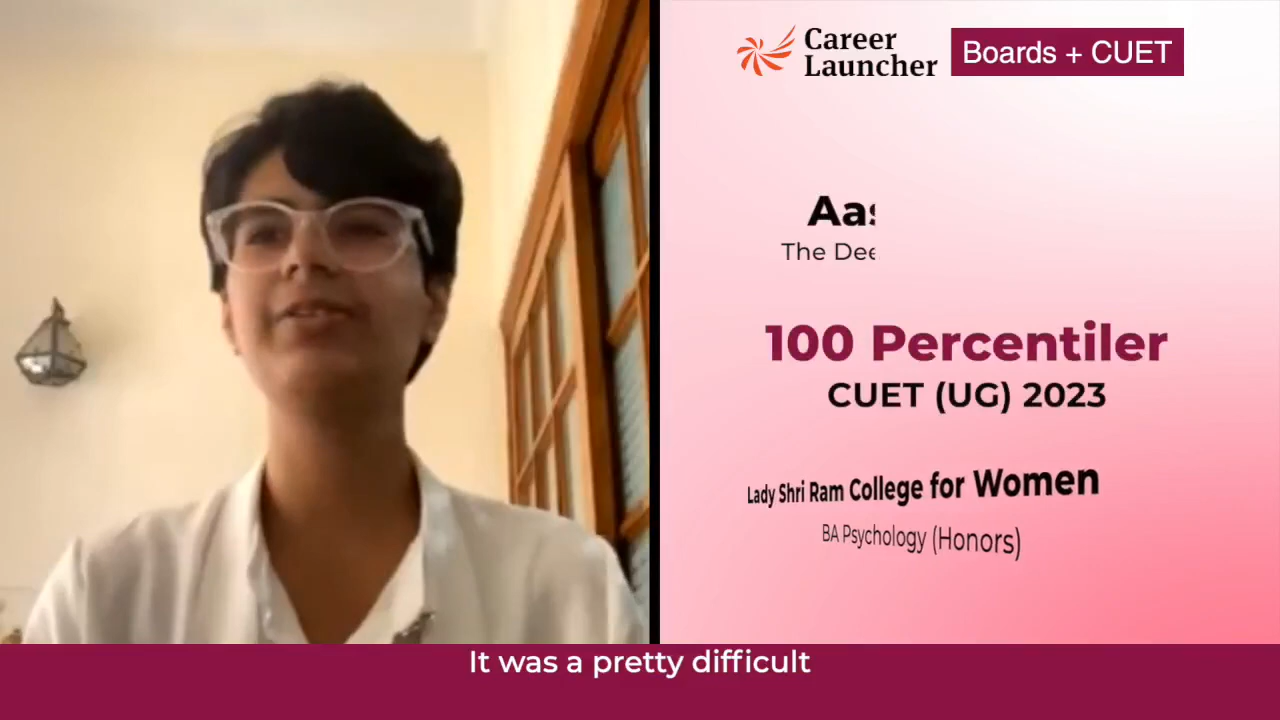 Career
Launcher
Boards + CUET
The
100 Percentiler
CUET (UG) 2023
Lady Shri Ram College for Women
BA Psychology (Honors)
It was a pretty difficult